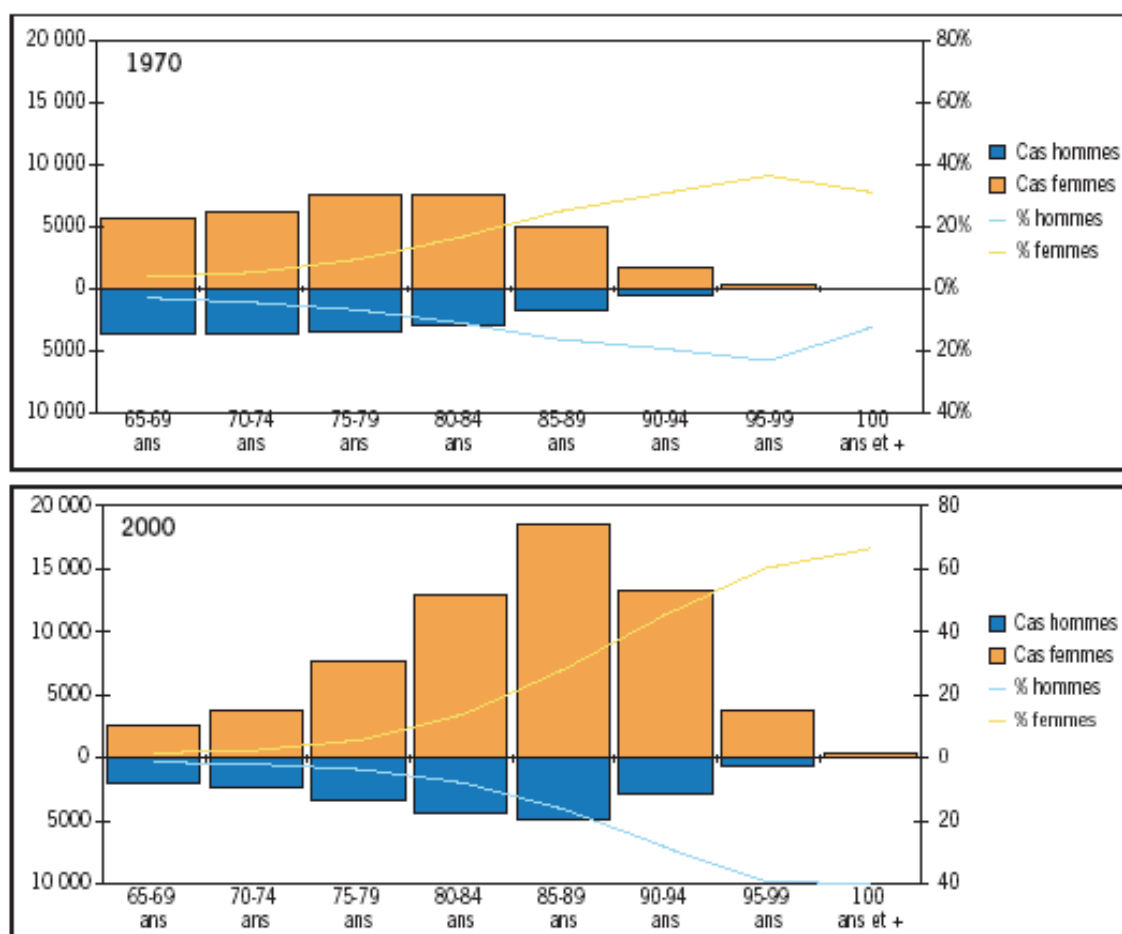 1970
20 000
15 000
10 000
5000
0
5000
10 000
80%
60%
40%
20%
0%
20%
40%
65-69 ans
70-74 ans
75-79 ans
80-84 ans
85-89 ans
90-94 ans
95-99 ans
100 ans et +
Cas hommes
Cas femmes
% hommes
% femmes
2000
20 000
15 000
10 000
5000
0
5000
10 000
80
60
40
20
0
20
40
65-69 ans
70-74 ans
75-79 ans
80-84 ans
85-89 ans
90-94 ans
95-99 ans
100 ans et +
Cas hommes
Cas femmes
% hommes
% femmes